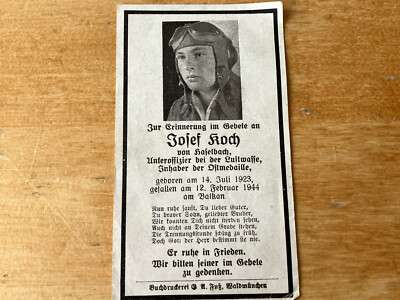 Zur Erinnerung im Gebete an
Josef Koch
von Haselbach,
Unteroffizier bei der Luftwaffe,
Inhaber der Ostmedaille,
geboren am 14. Juli 1923,
gefallen am 12. Februar 1944
am Balkan.
Nun ruhe sanft, Du lieber Guter,
Du braver Sohn, geliebter Bruder,
Wir konnten Dich nicht sterben sehen,
Auch nicht an Deinem Grabe stehen,
Die Trennungsstunde schlug zu früh,
Doch Gott der Herr bestimmte sie.
Er ruhe in Frieden.
Wir bitten seiner im Gebete
zu gedenken.
Buchdruckerei Waldmünchen